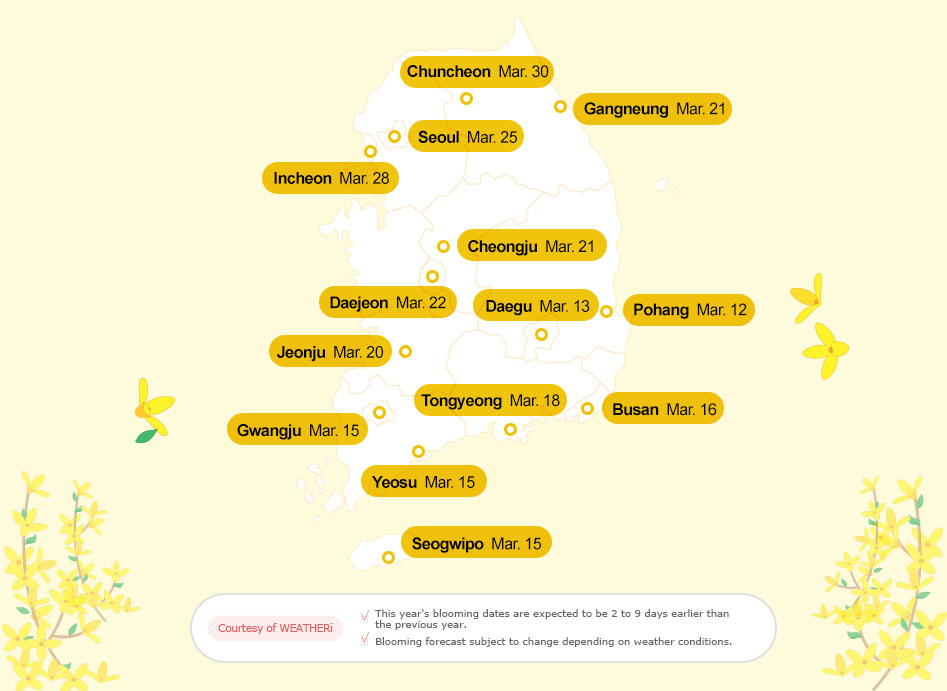 Chuncheon Mar. 30
Gangneung Mar. 21
Seoul Mar. 25
Incheon Mar. 28
Cheongju Mar. 21
Daejeon Mar. 22
Daegu Mar. 13
Pohang Mar. 12
Jeonju Mar. 20
Tongyeong Mar. 18
Busan Mar. 16
Gwangju Mar. 15
Yeosu Mar. 15
Seogwipo Mar. 15
Courtesy of WEATHERi
This year's blooming dates are expected to be 2 to 9 days earlier than
the previous year.
Blooming forecast subject to change depending on weather conditions.